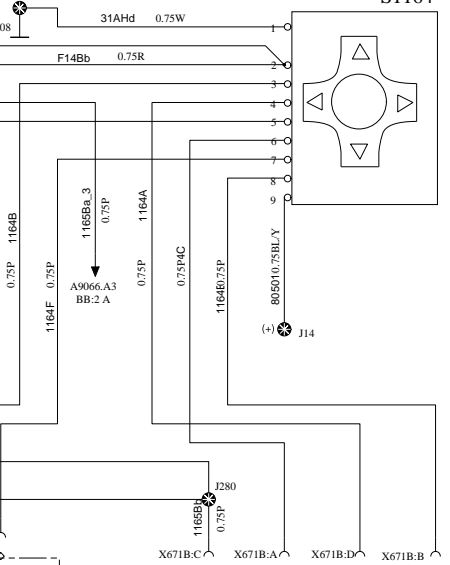 31AHd 0.75W
08
1
F14Bb 0.75R
2
3
4
5
6
7
8
9
1164B
0.75P
1164F
0.75P
1165Ba_3
0.75P
A9066.A3
BB:2 A
1164A
0.75P
0.75P4C
0.75P
805010.75BL/Y
(+) J14
J280
1165Bb
0.75P
X671B:C
X671B:A
X671B:D
X671B:B